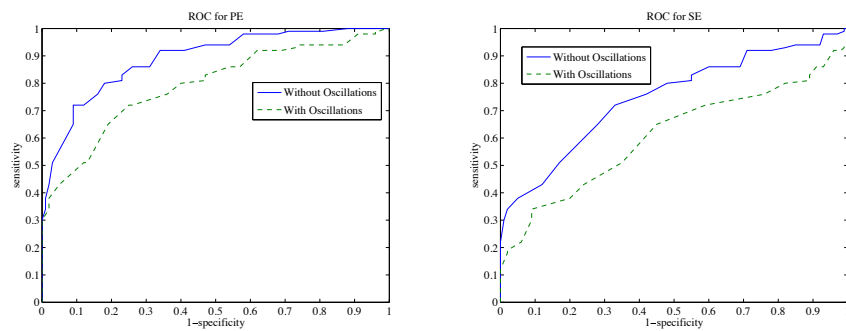 ROC for PE
1
0.9
0.8
0.7
0.6
0.5
0.4
0.3
0.2
0.1
0
sensitivity
Without Oscillations
With Oscillations
0 0.1 0.2 0.3 0.4 0.5 0.6 0.7 0.8 0.9 1
1−specificity
ROC for SE
1
0.9
0.8
0.7
0.6
0.5
0.4
0.3
0.2
0.1
0
sensitivity
Without Oscillations
With Oscillations
0 0.1 0.2 0.3 0.4 0.5 0.6 0.7 0.8 0.9
1−specificity